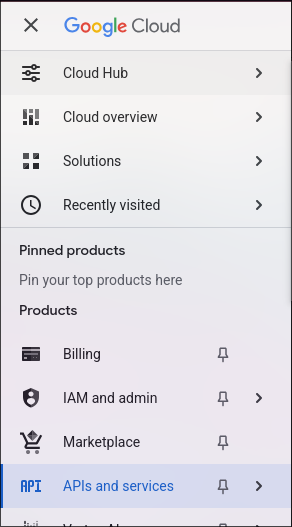 Google Cloud
Cloud Hub
Cloud overview
Solutions
Recently visited
Pinned products
Pin your top products here
Products
Billing
IAM and admin
Marketplace
API APIs and services